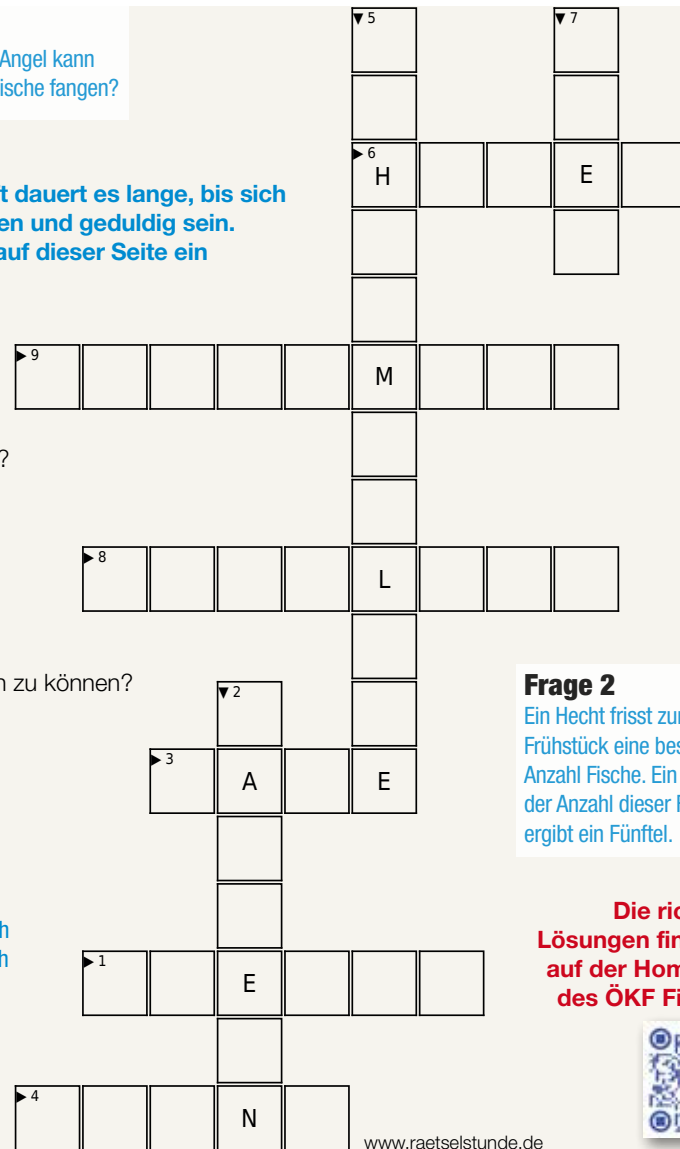 ▼ 5
▼ 7
Angel kann
ische fangen?
▶ 6
H
E
t dauert es lange, bis sich
en und geduldig sein.
auf dieser Seite ein
▶ 9
M
?
▶ 8
L
n zu können?
▼ 2
▶ 3
A
E
Frage 2
Ein Hecht frisst zu
Frühstück eine bes
Anzahl Fische. Ein
der Anzahl dieser
ergibt ein Fünftel.
h
h
▶ 1
E
Die ric
Lösungen fin
auf der Hom
des ÖKF Fi
▶ 4
N
www.raetselstunde.de